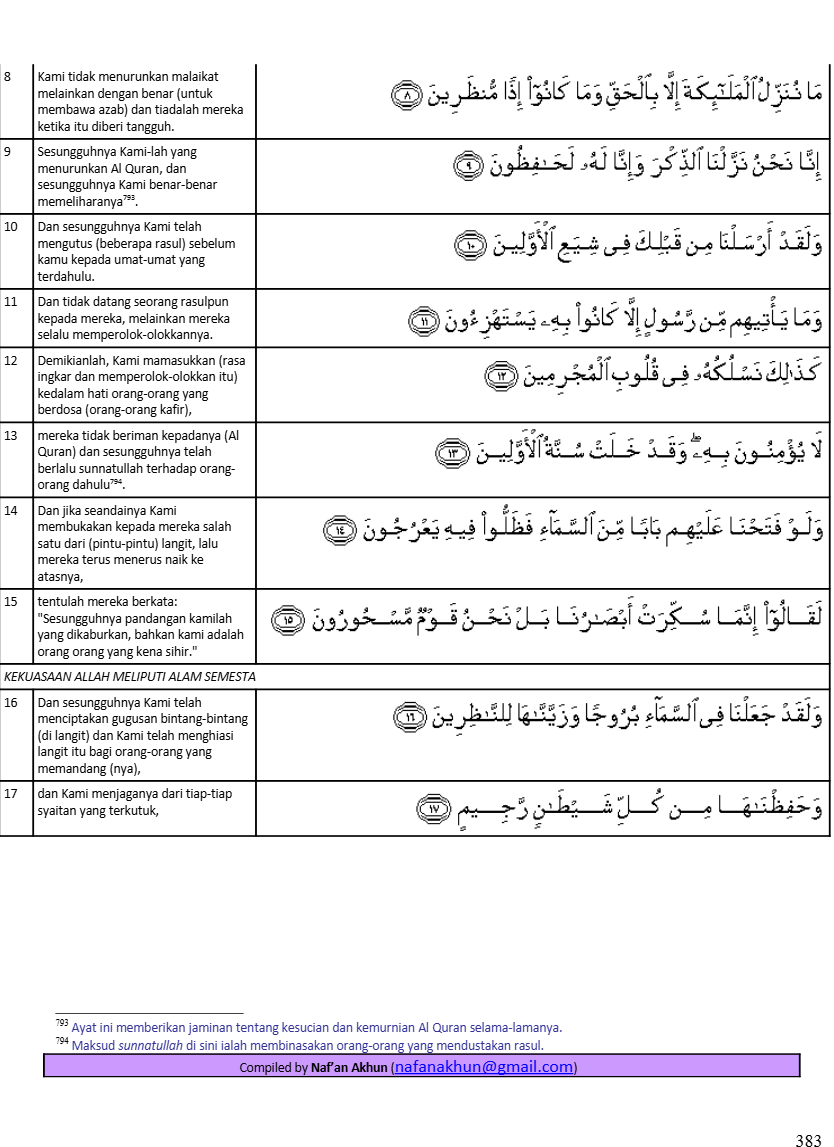 8
Kami tidak menurunkan malaikat
melainkan dengan benar (untuk
membawa azab) dan tiadalah mereka
ketika itu diberi tangguh.
مَا نُنَزِّلُ ٱلْمَلَـٰٓئِكَةَ إِلَّا بِٱلْحَقِّ وَمَا كَانُوٓا۟ إِذًا مُّنظَرِينَ ﴿٨﴾
9
Sesungguhnya Kami-lah yang
menurunkan Al Quran, dan
sesungguhnya Kami benar-benar
memeliharanya⁷⁹³.
إِنَّا نَحْنُ نَزَّلْنَا ٱلذِّكْرَ وَإِنَّا لَهُۥ لَحَـٰفِظُونَ ﴿٩﴾
10
Dan sesungguhnya Kami telah
mengutus (beberapa rasul) sebelum
kamu kepada umat-umat yang
terdahulu.
وَلَقَدْ أَرْسَلْنَا مِن قَبْلِكَ فِى شِيَعِ ٱلْأَوَّلِينَ ﴿١٠﴾
11
Dan tidak datang seorang rasulpun
kepada mereka, melainkan mereka
selalu memperolok-olokkannya.
وَمَا يَأْتِيهِم مِّن رَّسُولٍ إِلَّا كَانُوا۟ بِهِۦ يَسْتَهْزِءُونَ ﴿١١﴾
12
Demikianlah, Kami mamasukkan (rasa
ingkar dan memperolok-olokkan itu)
kedalam hati orang-orang yang
berdosa (orang-orang kafir),
كَذَٰلِكَ نَسْلُكُهُۥ فِى قُلُوبِ ٱلْمُجْرِمِينَ ﴿١٢﴾
13
mereka tidak beriman kepadanya (Al
Quran) dan sesungguhnya telah
berlalu sunnatullah terhadap orang-
orang dahulu⁷⁹⁴.
لَا يُؤْمِنُونَ بِهِۦ ۖ وَقَدْ خَلَتْ سُنَّةُ ٱلْأَوَّلِينَ ﴿١٣﴾
14
Dan jika seandainya Kami
membukakan kepada mereka salah
satu dari (pintu-pintu) langit, lalu
mereka terus menerus naik ke
atasnya,
وَلَوْ فَتَحْنَا عَلَيْهِم بَابًا مِّنَ ٱلسَّمَآءِ فَظَلُّوا۟ فِيهِ يَعْرُجُونَ ﴿١٤﴾
15
tentulah mereka berkata:
"Sesungguhnya pandangan kamilah
yang dikaburkan, bahkan kami adalah
orang orang yang kena sihir."
لَقَالُوٓا۟ إِنَّمَا سُكِّرَتْ أَبْصَـٰرُنَا بَلْ نَحْنُ قَوْمٌ مَّسْحُورُونَ ﴿١٥﴾
KEKUASAAN ALLAH MELIPUTI ALAM SEMESTA
16
Dan sesungguhnya Kami telah
menciptakan gugusan bintang-bintang
(di langit) dan Kami telah menghiasi
langit itu bagi orang-orang yang
memandang (nya),
وَلَقَدْ جَعَلْنَا فِى ٱلسَّمَآءِ بُرُوجًا وَزَيَّنَّـٰهَا لِلنَّـٰظِرِينَ ﴿١٦﴾
17
dan Kami menjaganya dari tiap-tiap
syaitan yang terkutuk,
وَحَفِظْنَـٰهَا مِن كُلِّ شَيْطَـٰنٍ رَّجِيمٍ ﴿١٧﴾
⁷⁹³ Ayat ini memberikan jaminan tentang kesucian dan kemurnian Al Quran selama-lamanya.
⁷⁹⁴ Maksud sunnatullah di sini ialah membinasakan orang-orang yang mendustakan rasul.
Compiled by Naf’an Akhun (nafanakhun@gmail.com)
383